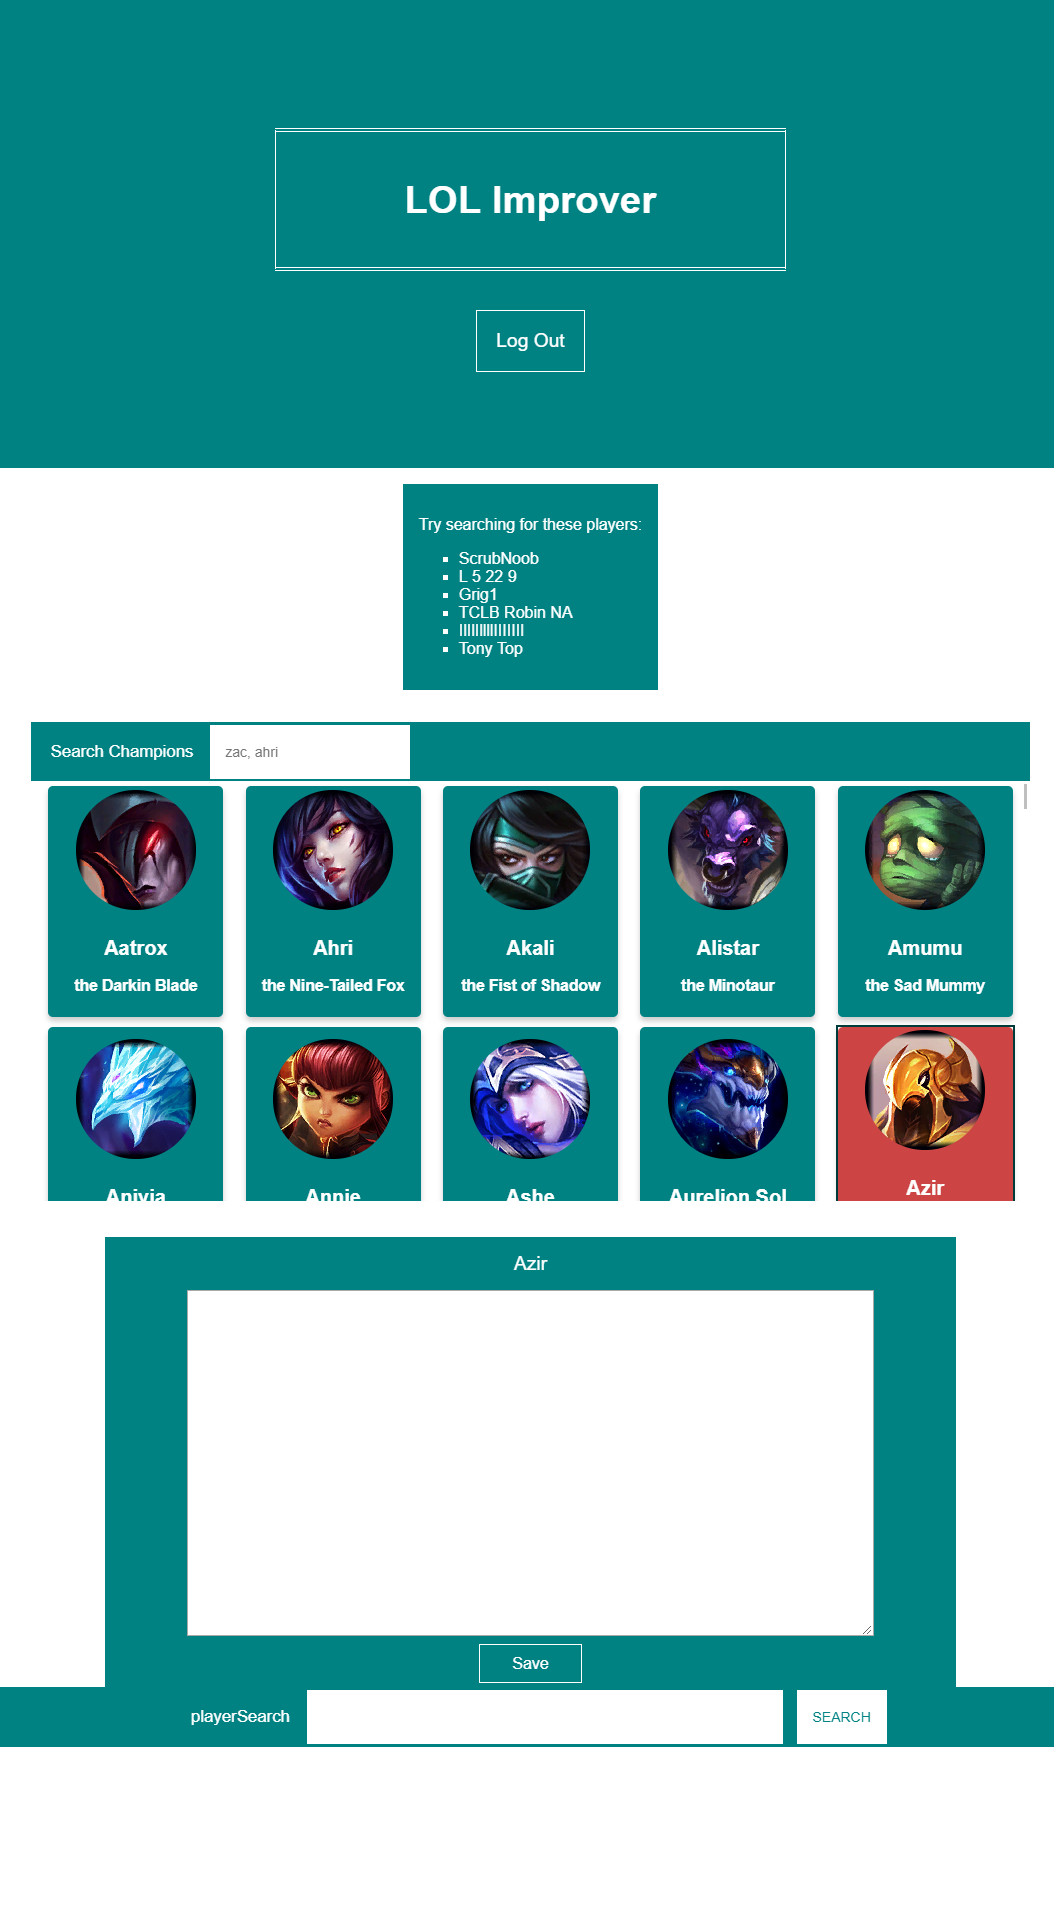 LOL Improver
Log Out
Try searching for these players:
ScrubNoob
L 5 22 9
Grig1
TCLB Robin NA
Tony Top
Search Champions
zac, ahri
Aatrox
the Darkin Blade
Ahri
the Nine-Tailed Fox
Akali
the Fist of Shadow
Alistar
the Minotaur
Amumu
the Sad Mummy
Anivia
Annie
Ashe
Aurelion Sol
Azir
Azir
Save
playerSearch
SEARCH